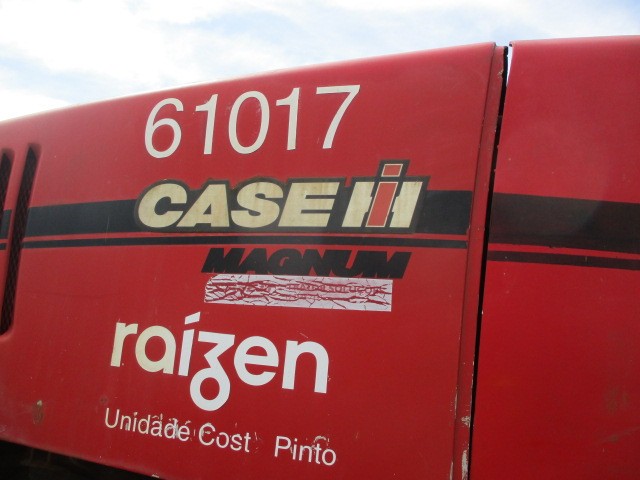 61017
CASE IH
MAGNUM
raízen
Unidade Cost Pinto